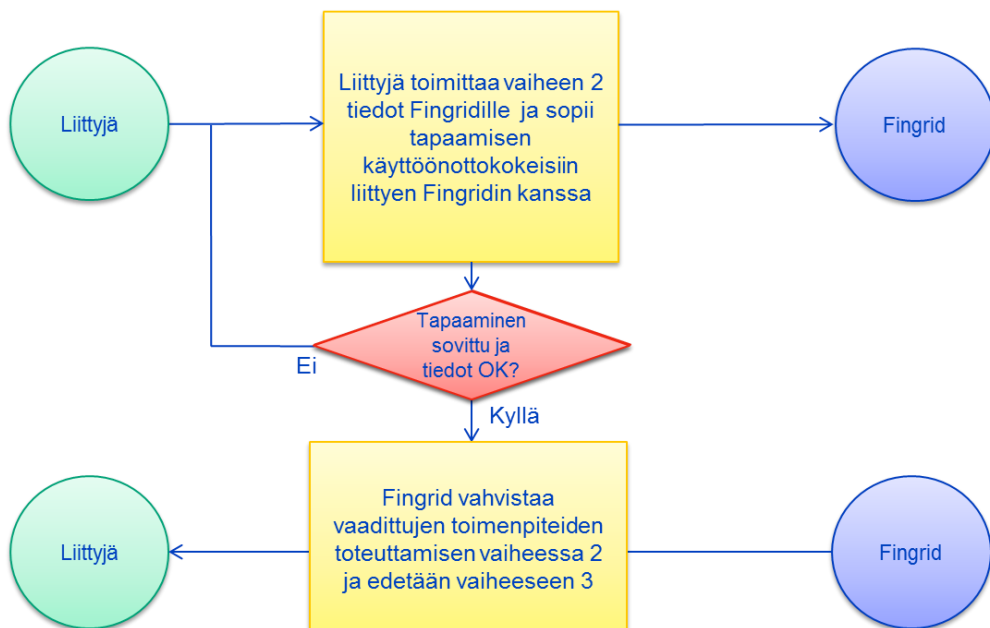 Liittyjä
Liittyjä toimittaa vaiheen 2
tiedot Fingridille ja sopii
tapaamisen
käyttöönottokokeisiin
liittyen Fingridin kanssa
Fingrid
Tapaaminen
sovittu ja
tiedot OK?
Ei
Kyllä
Liittyjä
Fingrid vahvistaa
vaadittujen toimenpiteiden
toteuttamisen vaiheessa 2
ja edetään vaiheeseen 3
Fingrid